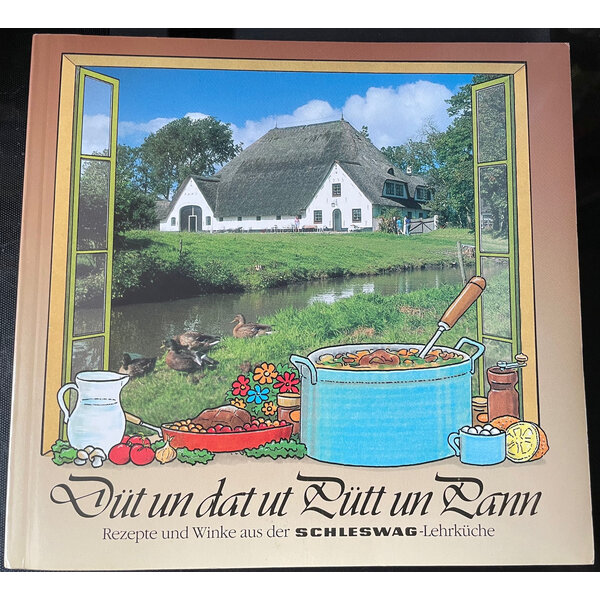 Düt un dat ut Pütt un Pann
Rezepte und Winke aus der SCHLESWAG-Lehrküche